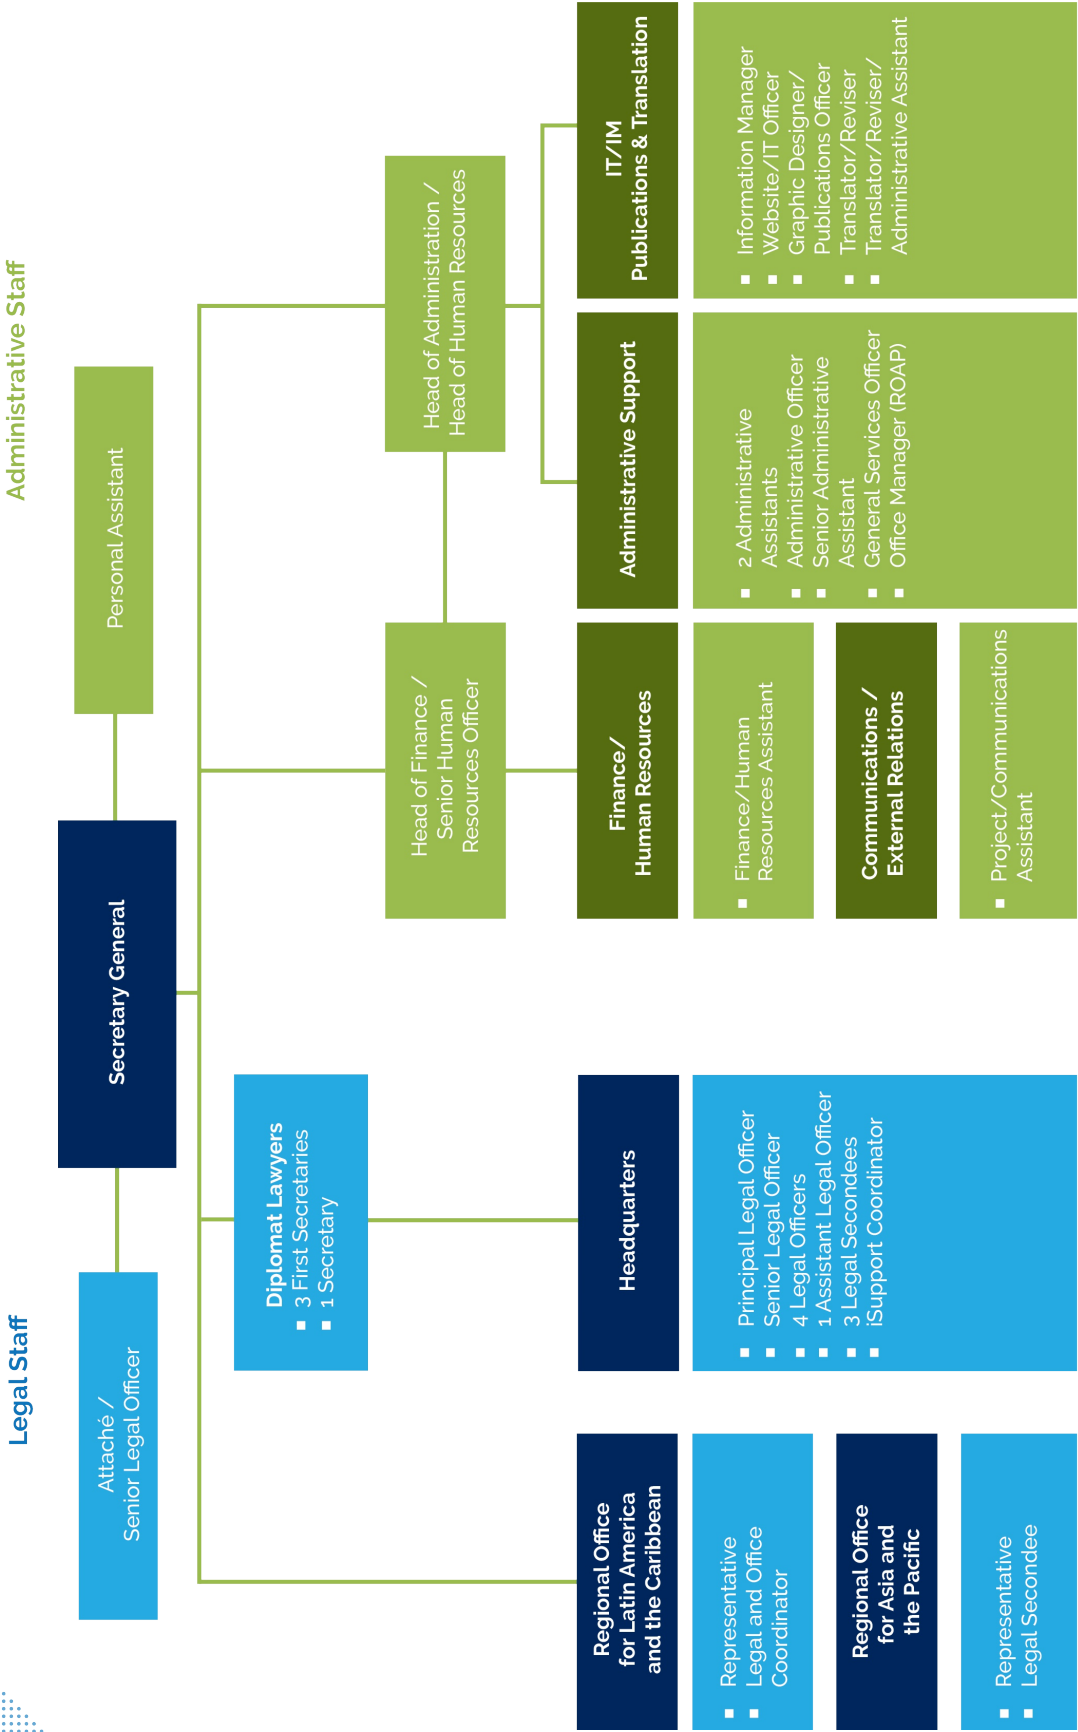 Legal Staff
Administrative Staff
Attaché /
Senior Legal Officer
Secretary General
Personal Assistant
Diplomat Lawyers
3 First Secretaries
1 Secretary
Head of Finance /
Senior Human
Resources Officer
Head of Administration /
Head of Human Resources
Regional Office
for Latin America
and the Caribbean
Representative
Legal and Office
Coordinator
Regional Office
for Asia and
the Pacific
Representative
Legal Secondee
Headquarters
Principal Legal Officer
Senior Legal Officer
4 Legal Officers
1 Assistant Legal Officer
3 Legal Secondees
iSupport Coordinator
Finance/
Human Resources
Finance/Human
Resources Assistant
Communications /
External Relations
Project/Communications
Assistant
Administrative Support
2 Administrative
Assistants
Administrative Officer
Senior Administrative
Assistant
General Services Officer
Office Manager (ROAP)
IT/IM
Publications & Translation
Information Manager
Website/IT Officer
Graphic Designer/
Publications Officer
Translator/Reviser
Translator/Reviser/
Administrative Assistant